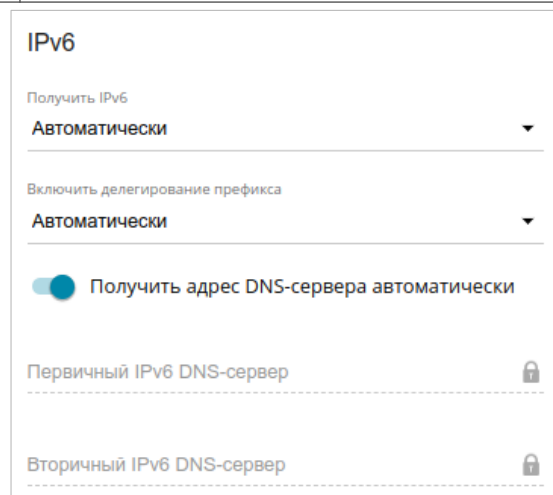 IPv6
Получить IPv6
Автоматически
Включить делегирование префикса
Автоматически
Получить адрес DNS-сервера автоматически
Первичный IPv6 DNS-сервер
Вторичный IPv6 DNS-сервер